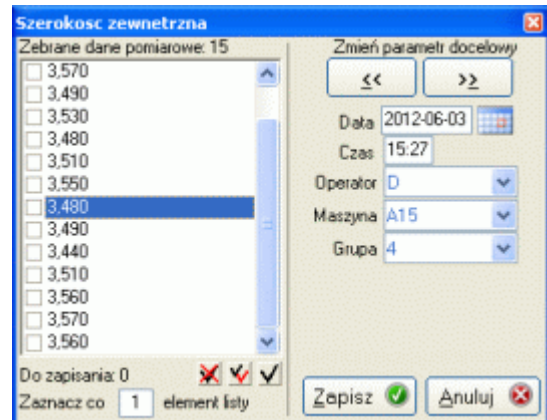 Szerokosc zewnetrzna
Zebrane dane pomiarowe: 15
3,570
3,490
3,530
3,480
3,510
3,550
3,480
3,490
3,440
3,510
3,560
3,570
3,560
Do zapisania: 0
Zaznacz co 1 element listy
Zmień parametr docelowy
<< >>
Data 2012-06-03
Czas 15:27
Operator D
Maszyna A15
Grupa 4
Zapisz Anuluj